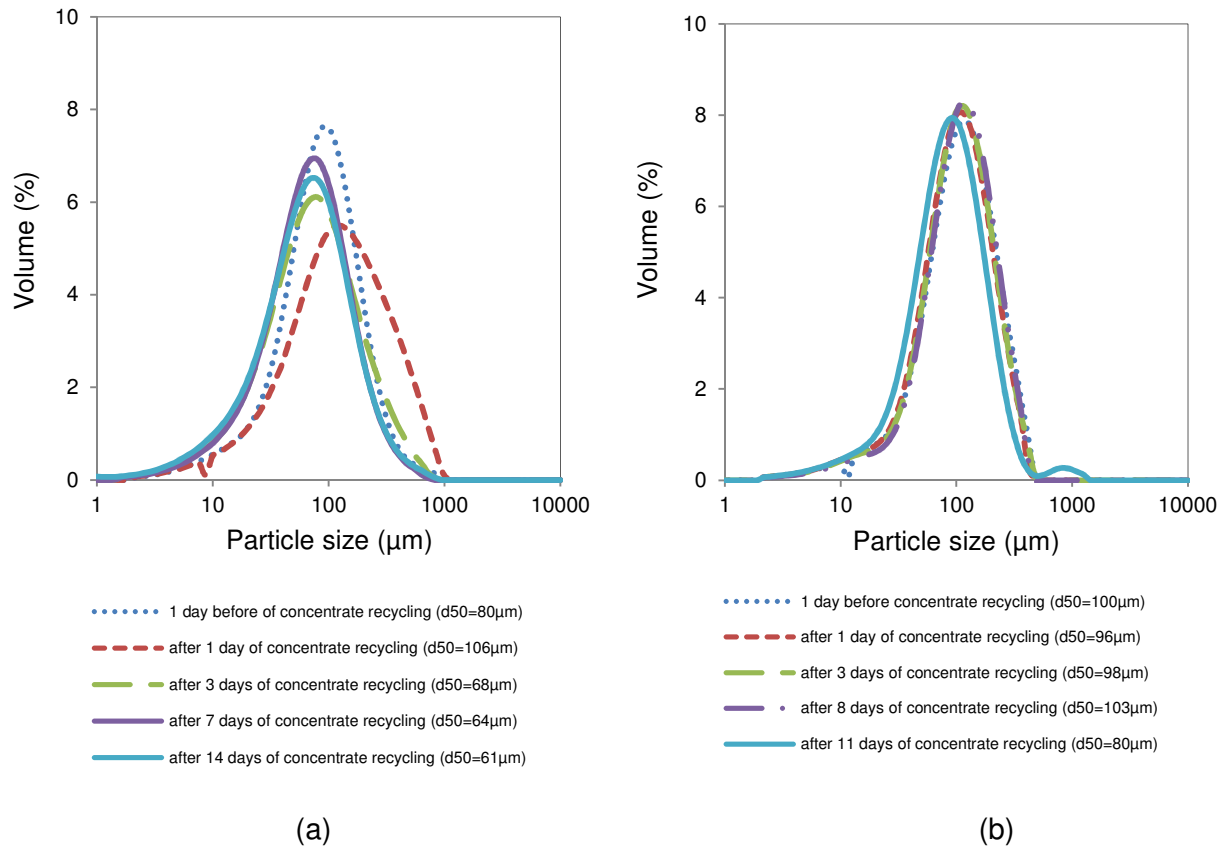 10
8
6
4
2
0
Volume (%)
1
10
100
1000
10000
Particle size (µm)
1 day before of concentrate recycling (d50=80µm)
after 1 day of concentrate recycling (d50=106µm)
after 3 days of concentrate recycling (d50=68µm)
after 7 days of concentrate recycling (d50=64µm)
after 14 days of concentrate recycling (d50=61µm)
(a)
10
8
6
4
2
0
Volume (%)
1
10
100
1000
10000
Particle size (µm)
1 day before concentrate recycling (d50=100µm)
after 1 day of concentrate recycling (d50=96µm)
after 3 days of concentrate recycling (d50=98µm)
after 8 days of concentrate recycling (d50=103µm)
after 11 days of concentrate recycling (d50=80µm)
(b)